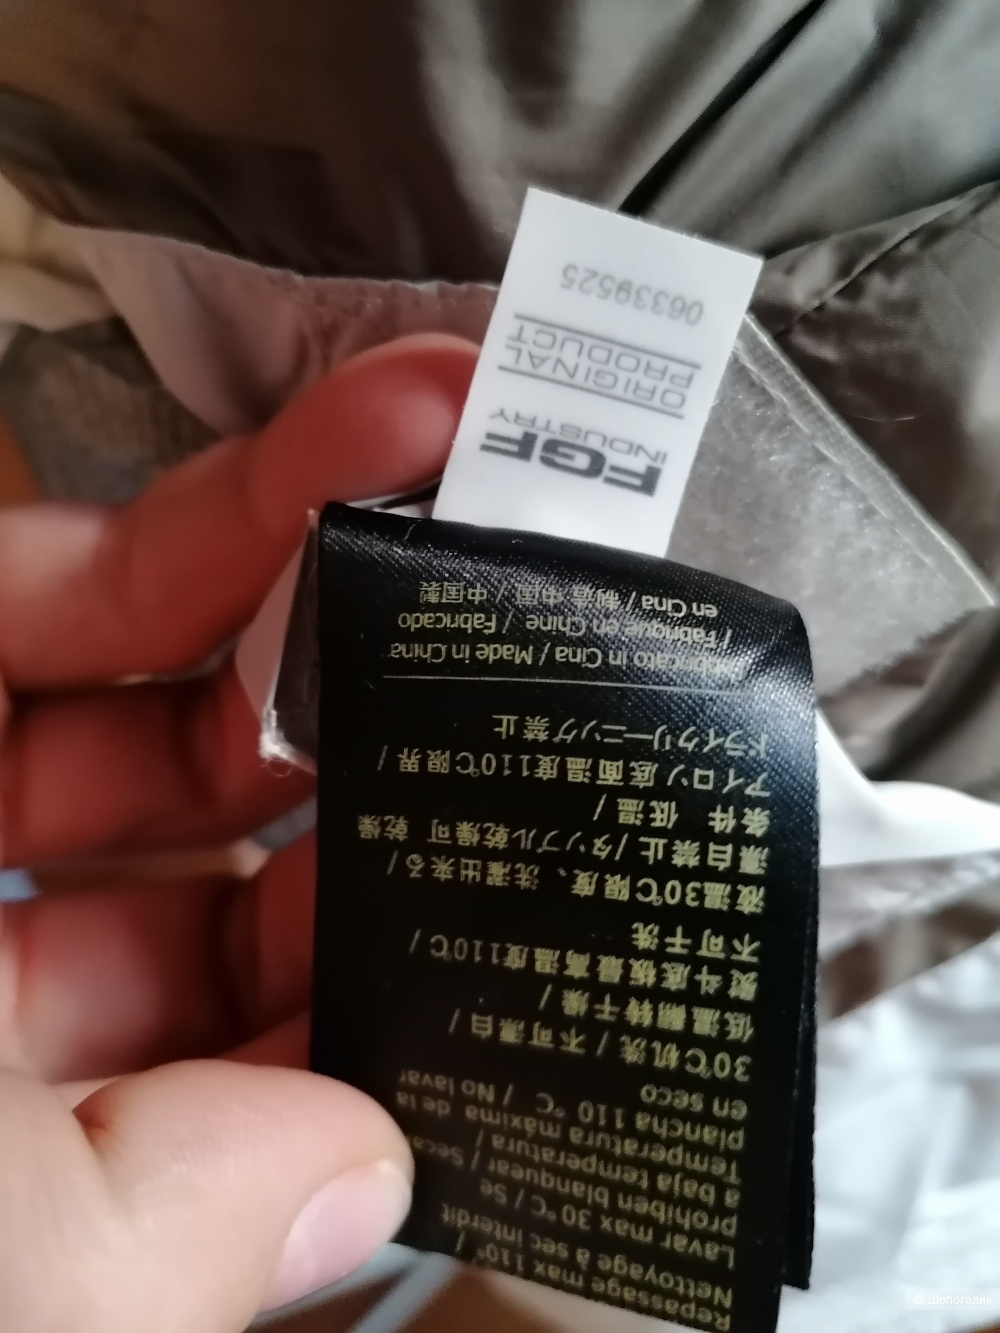 Repassage max 110° /
Nettoyage à sec interdit
Lavar max 30 °C / Se
prohiben blanquear / Secar
a baja temperatura /
Temperatura máxima de la
plancha 110 °C / No lavar
en seco
30℃机洗 / 不可漂白 /
低温翻转干燥 /
熨斗底板最高温度110℃ /
不可干洗
液温30℃限度、洗濯出来る /
漂白禁止 / タンブル乾燥可 乾燥
条件 低温 /
アイロン底面温度110℃限界 /
ドライクリーニング禁止
Fabbricato in Cina / Made in China
/ Fabriqué en Chine / Fabricado
en Cina / 制造 中国 / 中国製
FGF
INDUSTRY
ORIGINAL
PRODUCT
06339525
© Шопоголик